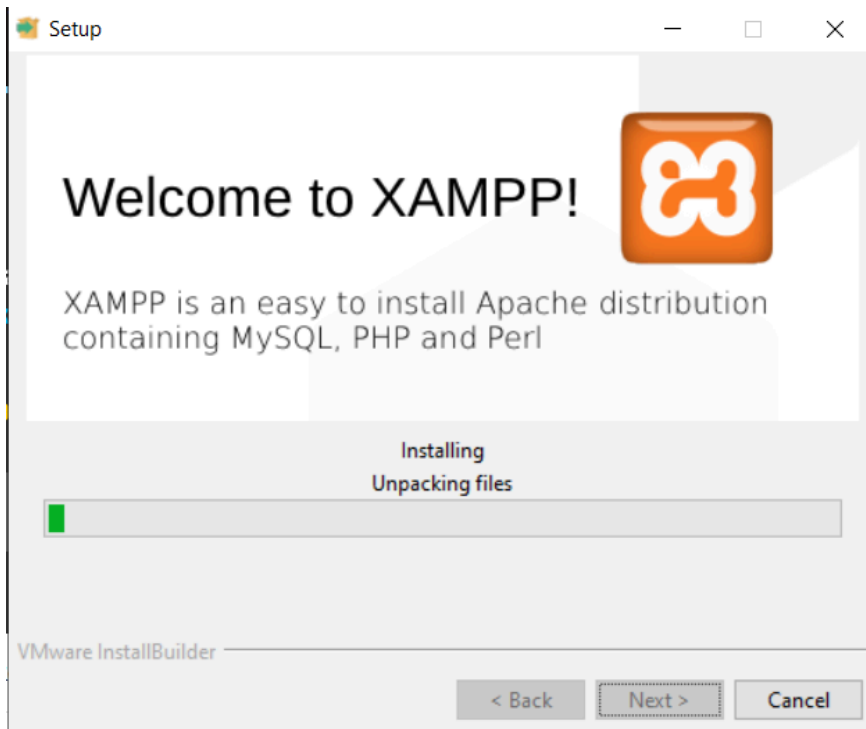 Setup
Welcome to XAMPP!
XAMPP is an easy to install Apache distribution
containing MySQL, PHP and Perl
Installing
Unpacking files
VMware InstallBuilder
< Back
Next >
Cancel